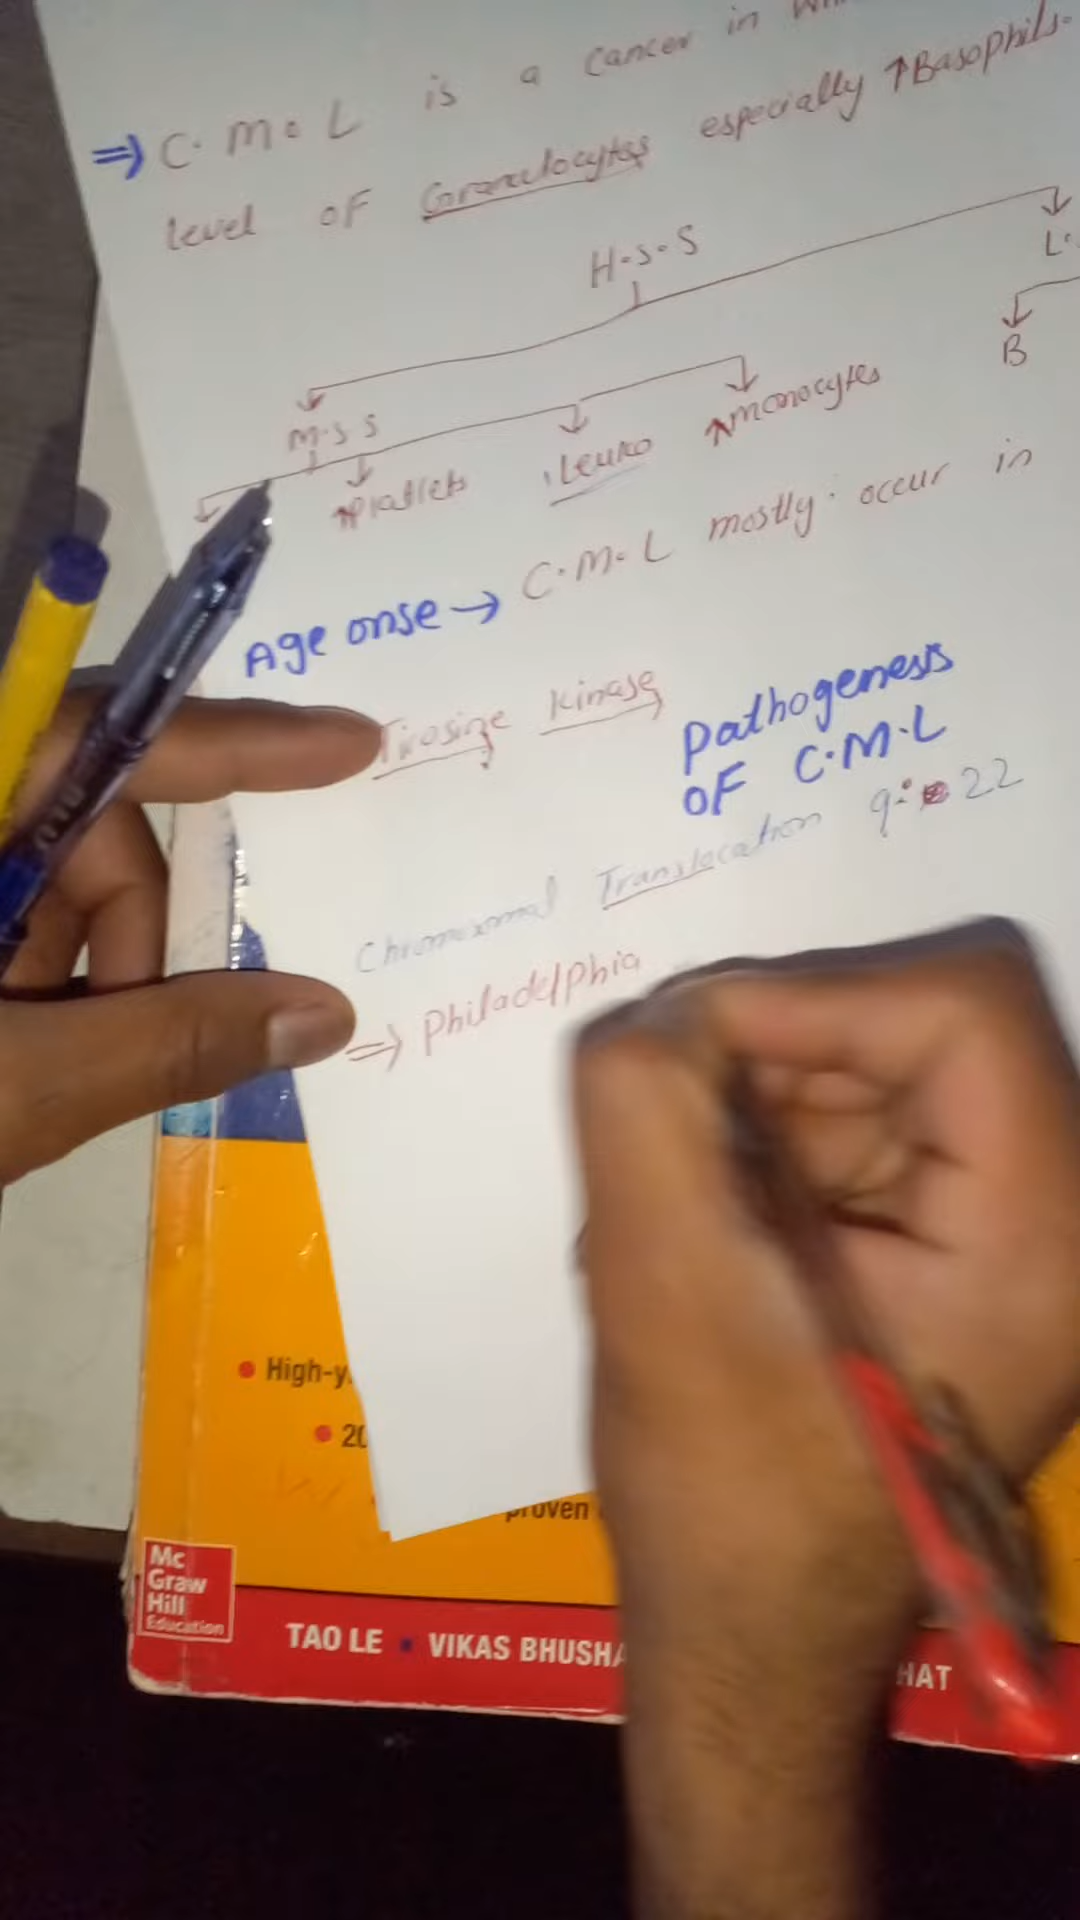 ⇒ C.M.L is a cancer in
level OF Granulocytes especially ↑Basophils.
H.S.S
M.S.S
B
↑Platlets Leuko ↑monocytes
Age onse → C.M.L mostly occur in
Tirosine kinase
Pathogenesis
OF C.M.L
Chromosomal Translocation 9: 22
⇒ Philadelphia
High-y
20
proven
Mc
Graw
Hill
Education
TAO LE • VIKAS BHUSHA HAT